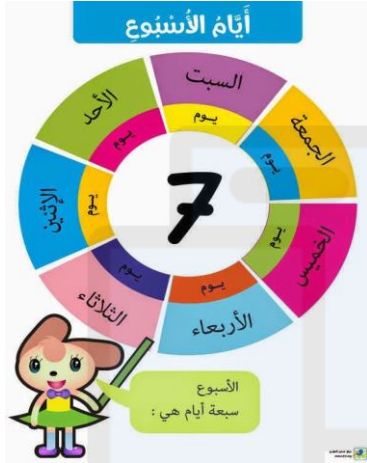 أَيَّامُ الأُسْبُوعِ
السبت
يوم
الأحد
يوم
الإثنين
يوم
الثلاثاء
يوم
الأربعاء
يوم
الخميس
يوم
الجمعة
يوم
7
الأسبوع
سبعة أيام هي :